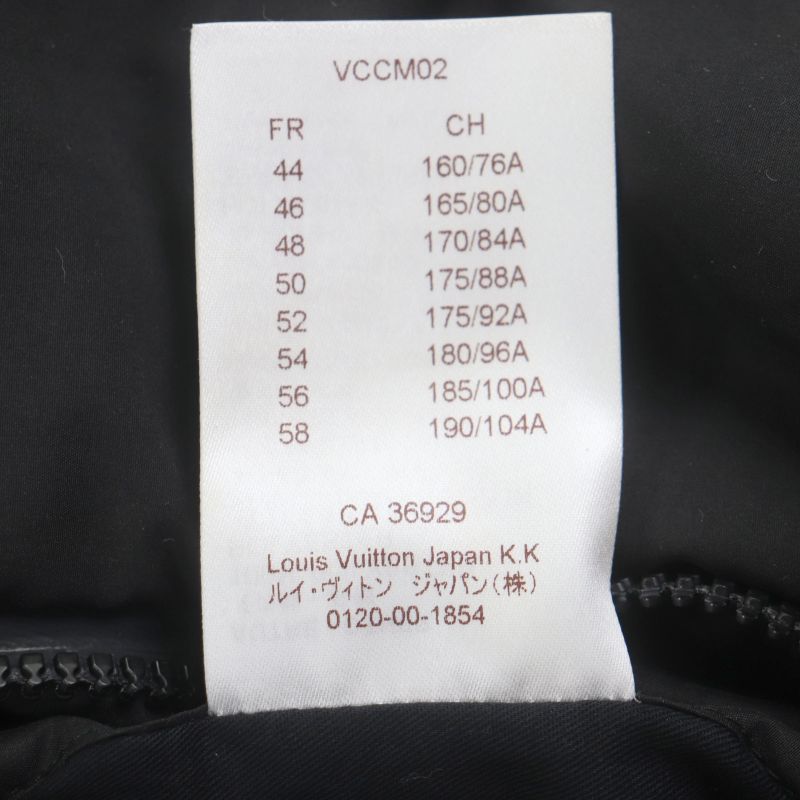 VCCM02
FR CH
44 160/76A
46 165/80A
48 170/84A
50 175/88A
52 175/92A
54 180/96A
56 185/100A
58 190/104A
CA 36929
Louis Vuitton Japan K.K
ルイ・ヴィトン ジャパン(株)
0120-00-1854